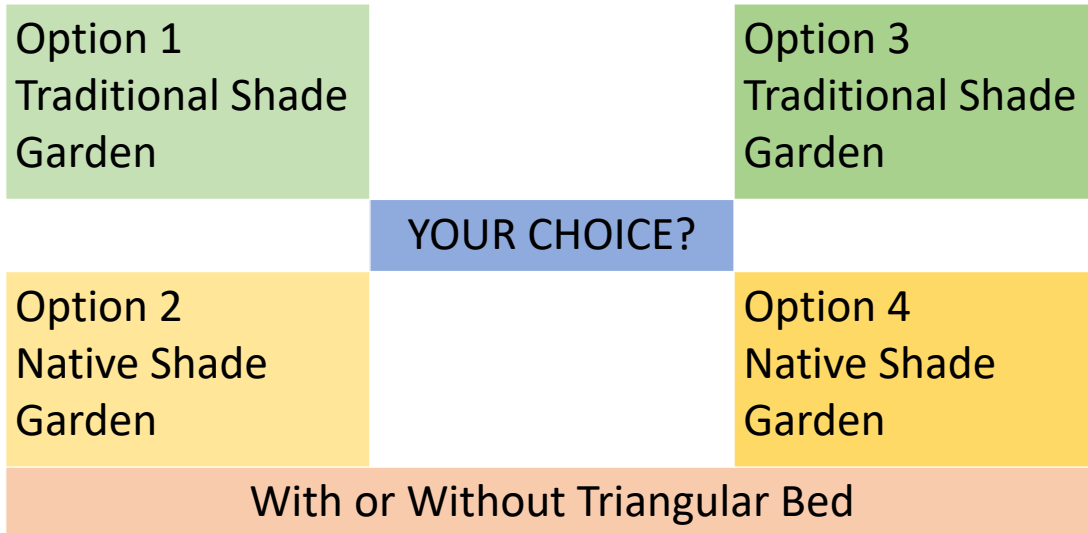 Option 1
Traditional Shade
Garden
Option 3
Traditional Shade
Garden
YOUR CHOICE?
Option 2
Native Shade
Garden
Option 4
Native Shade
Garden
With or Without Triangular Bed